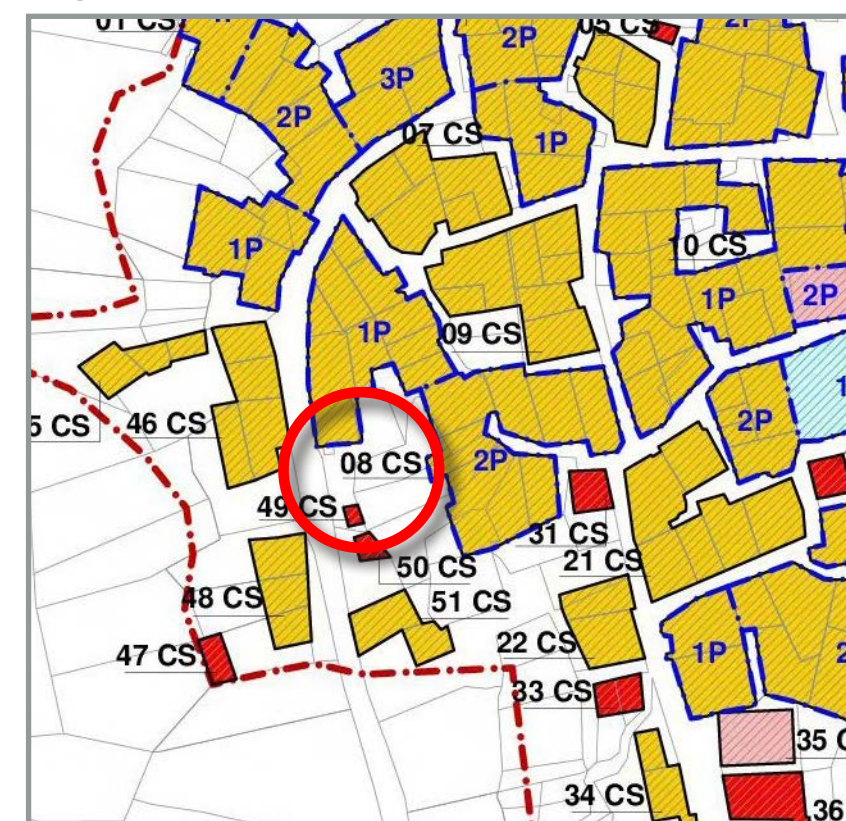 01 CS
05 CS
2P
2P
3P
2P
07 CS
1P
1P
10 CS
1P
2P
1P
09 CS
5 CS
46 CS
2P
08 CS
2P
49 CS
31 CS
21 CS
50 CS
48 CS
51 CS
22 CS
47 CS
1P
2
33 CS
35 C
34 CS
36